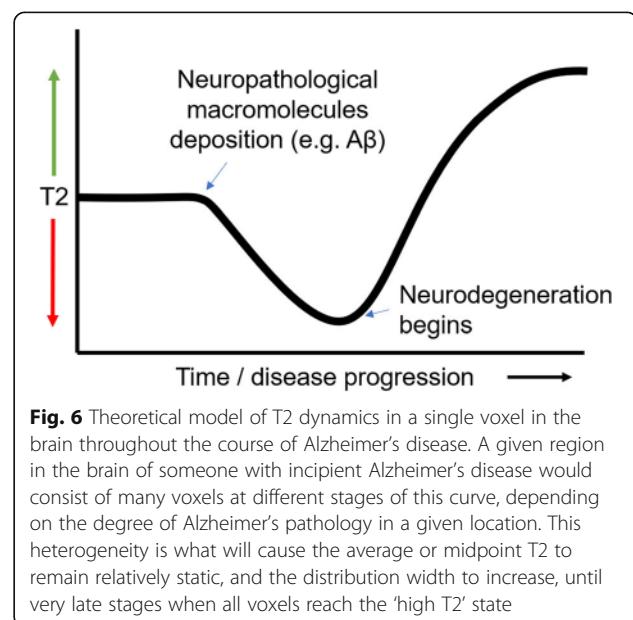 Neuropathological
macromolecules
deposition (e.g. Aβ)
T2
Neurodegeneration
begins
Time / disease progression
Fig. 6 Theoretical model of T2 dynamics in a single voxel in the
brain throughout the course of Alzheimer’s disease. A given region
in the brain of someone with incipient Alzheimer’s disease would
consist of many voxels at different stages of this curve, depending
on the degree of Alzheimer’s pathology in a given location. This
heterogeneity is what will cause the average or midpoint T2 to
remain relatively static, and the distribution width to increase, until
very late stages when all voxels reach the ‘high T2’ state